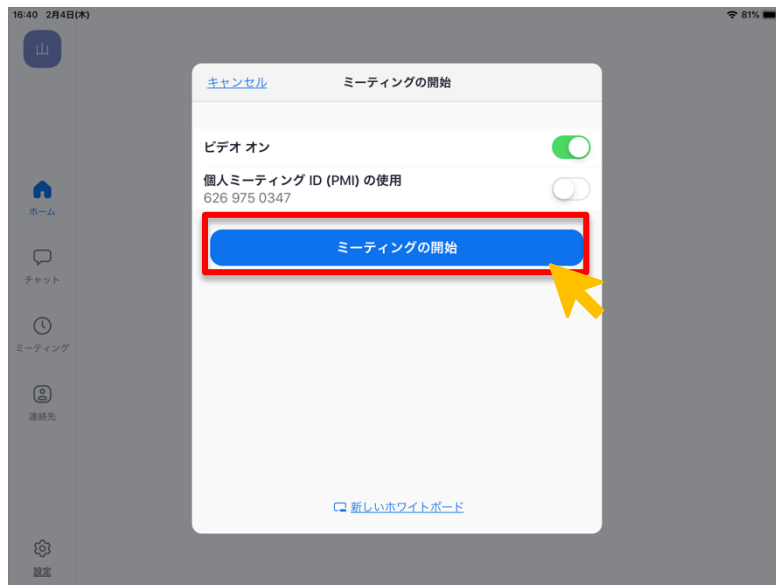 16:40 2月4日(木)
81%
山
キャンセル
ミーティングの開始
ビデオ オン
個人ミーティング ID (PMI) の使用
626 975 0347
ミーティングの開始
ホーム
チャット
ミーティング
連絡先
新しいホワイトボード
設定